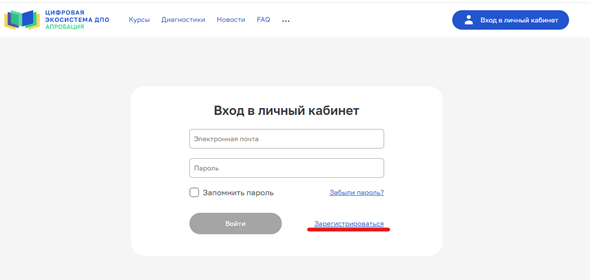 ЦИФРОВАЯ
ЭКОСИСТЕМА ДПО
АПРОБАЦИЯ
Курсы Диагностики Новости FAQ ...
Вход в личный кабинет
Вход в личный кабинет
Электронная почта
Пароль
Запомнить пароль Забыли пароль?
Войти Зарегистрироваться